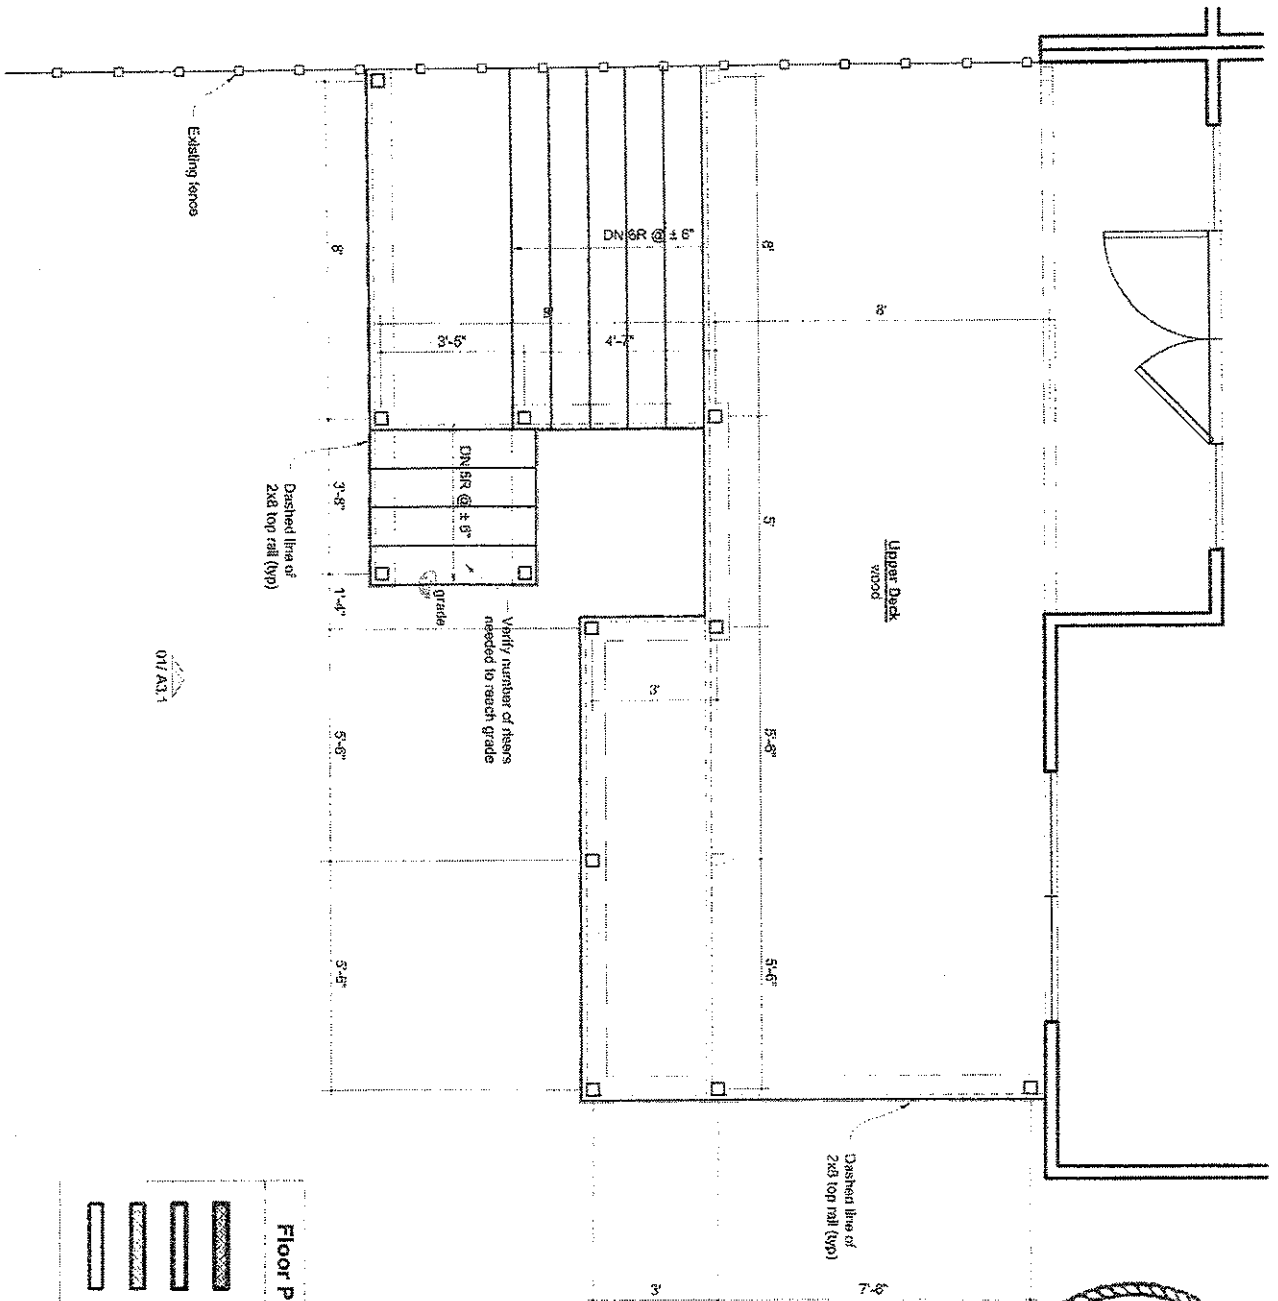 Existing fence
8'
DN 6R @ ± 6"
8'
8'
3'-5"
4'-7"
8'
DN 6R @ ± 6"
3'-8"
Dashed line of
2x8 top rail (typ)
5'
Upper Deck
wood
1'-4"
grade
Verify number of risers
needed to reach grade
01/ A3.1
3'
5'-6"
5'-6"
5'-6"
5'-6"
Dashed line of
2x8 top rail (typ)
3'
7'-6"
Floor P